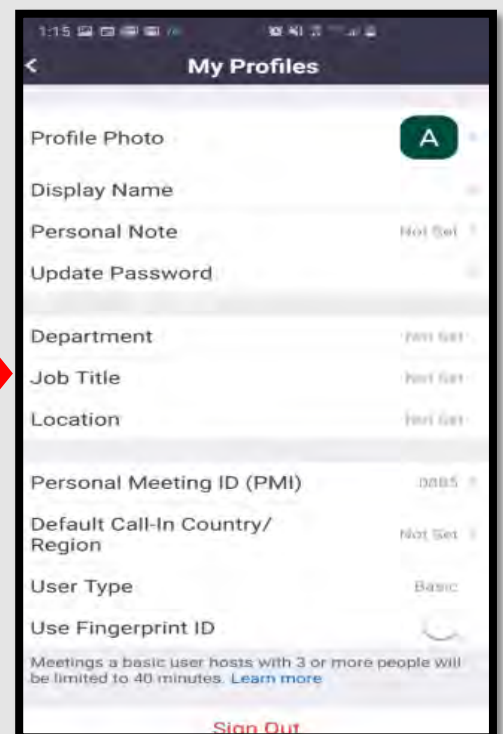 1:15
My Profiles
Profile Photo
A
Display Name
Personal Note Not Set
Update Password
Department Not Set
Job Title Not Set
Location Not Set
Personal Meeting ID (PMI)
Default Call-In Country/
Region Not Set
User Type Basic
Use Fingerprint ID
Meetings a basic user hosts with 3 or more people will
be limited to 40 minutes. Learn more
Sign Out